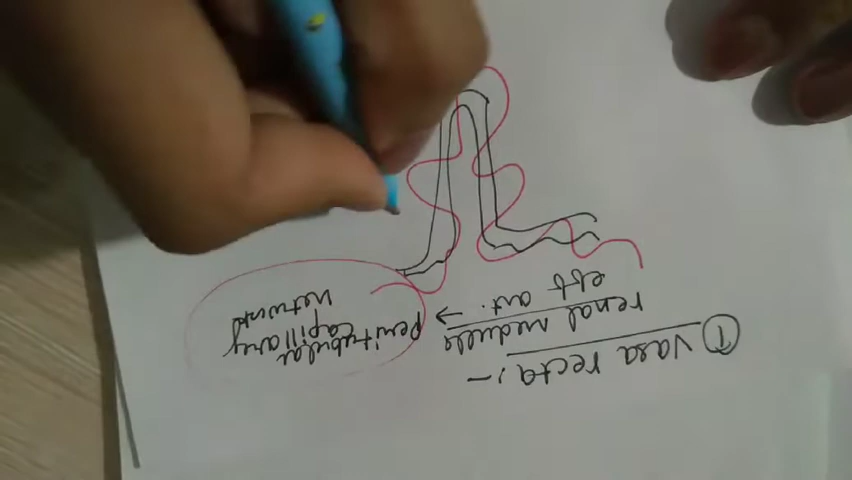 ① Vasa recta :-
renal medulla
eff art. →
Peritubular
capillary
network